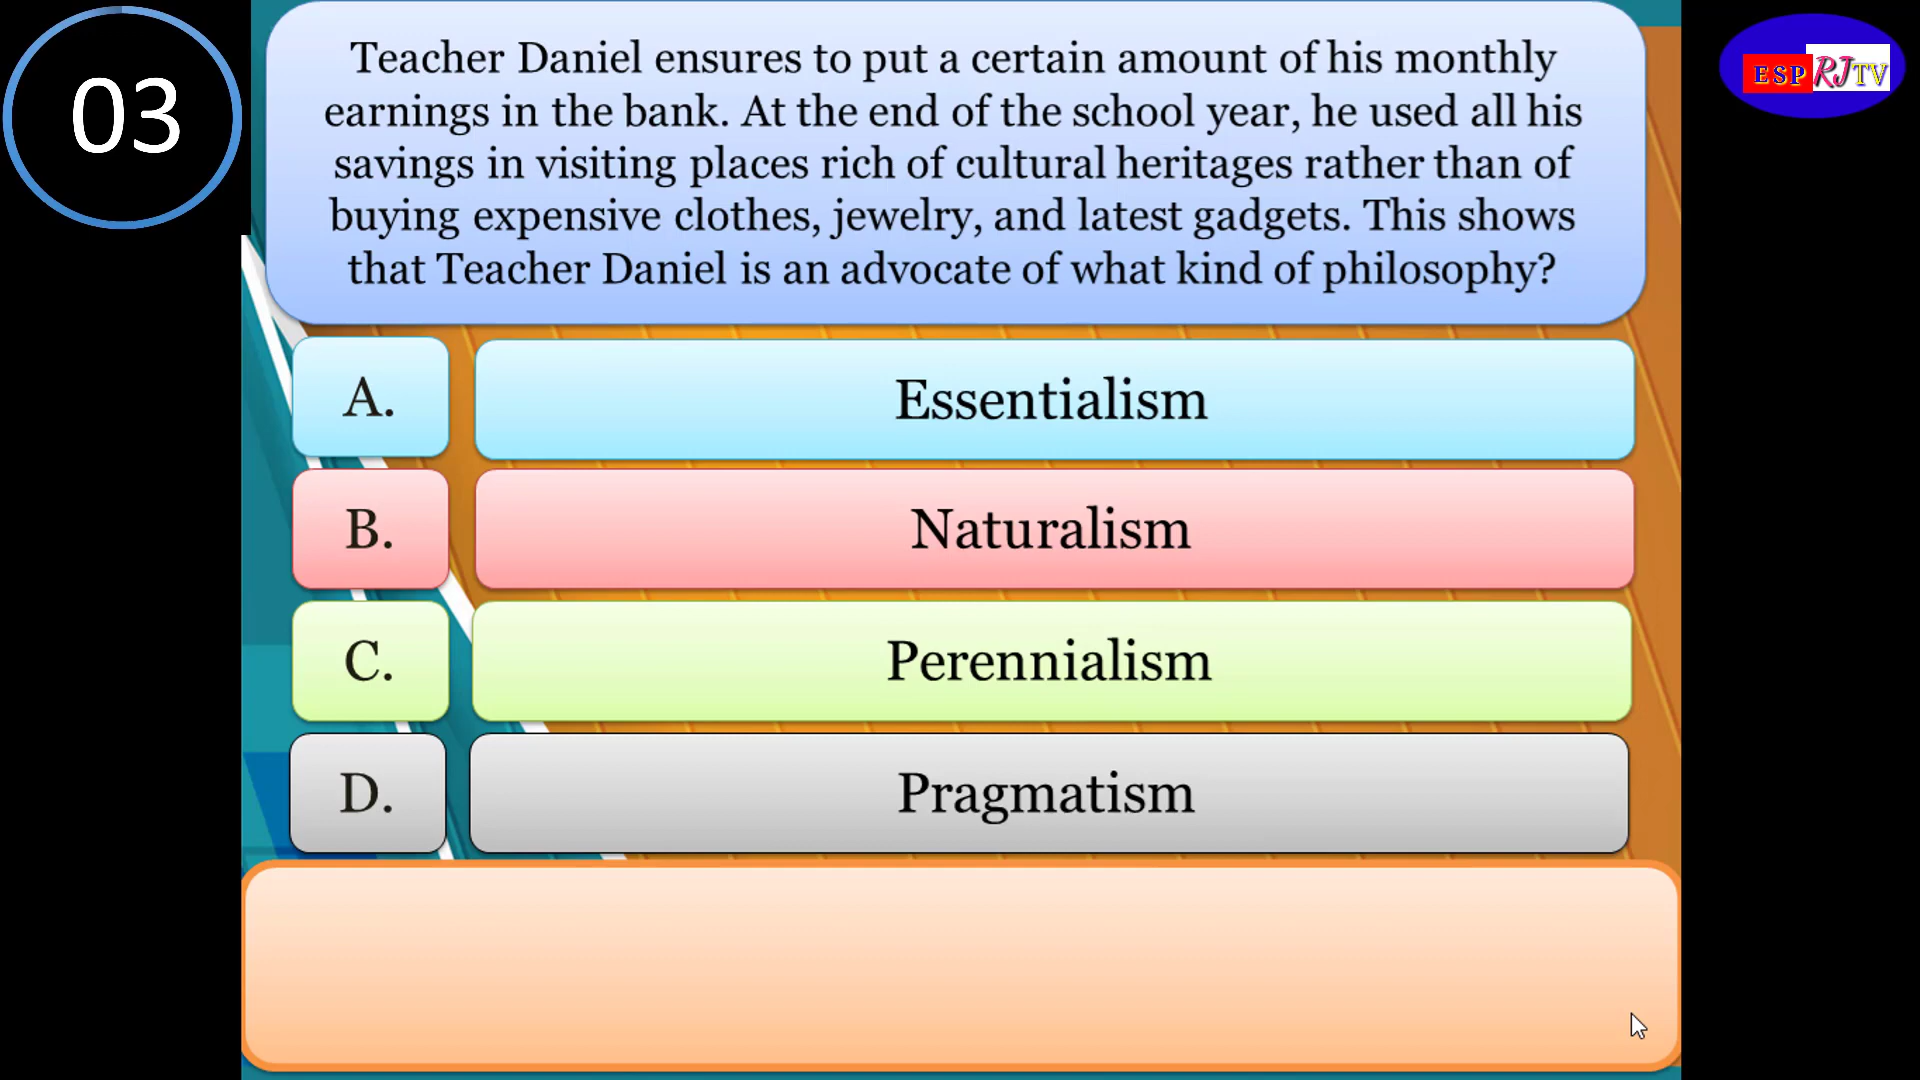 03
Teacher Daniel ensures to put a certain amount of his monthly
earnings in the bank. At the end of the school year, he used all his
savings in visiting places rich of cultural heritages rather than of
buying expensive clothes, jewelry, and latest gadgets. This shows
that Teacher Daniel is an advocate of what kind of philosophy?
ESP RJTV
A. Essentialism
B. Naturalism
C. Perennialism
D. Pragmatism